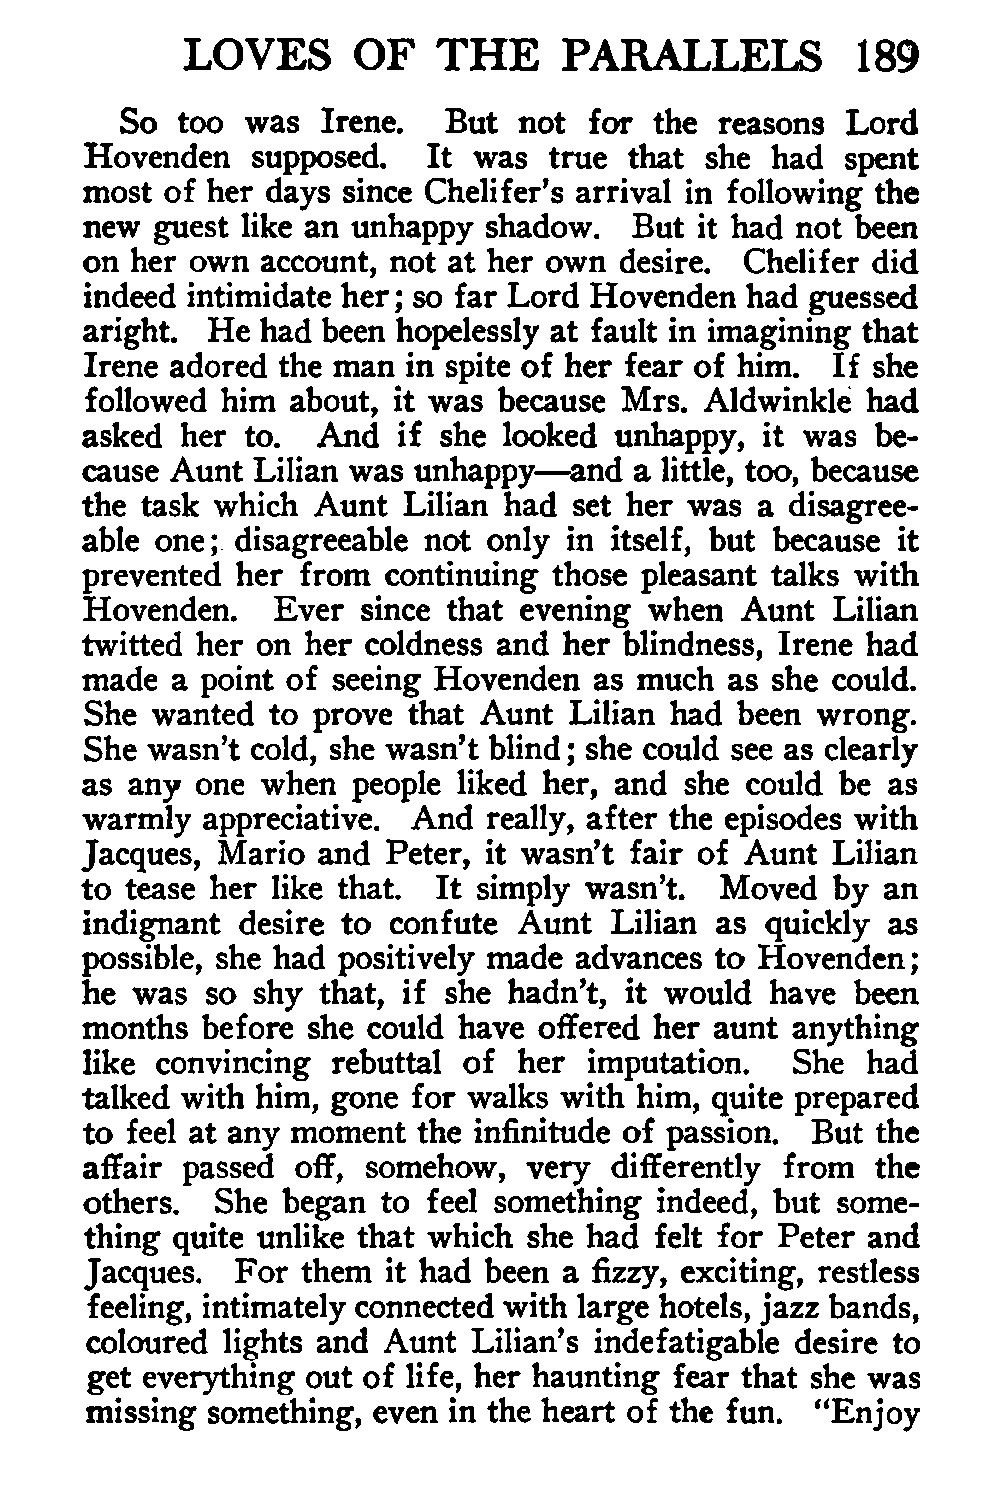 LOVES OF THE PARALLELS 189
So too was Irene. But not for the reasons Lord
Hovenden supposed. It was true that she had spent
most of her days since Chelifer's arrival in following the
new guest like an unhappy shadow. But it had not been
on her own account, not at her own desire. Chelifer did
indeed intimidate her; so far Lord Hovenden had guessed
aright. He had been hopelessly at fault in imagining that
Irene adored the man in spite of her fear of him. If she
followed him about, it was because Mrs. Aldwinkle had
asked her to. And if she looked unhappy, it was be-
cause Aunt Lilian was unhappy—and a little, too, because
the task which Aunt Lilian had set her was a disagree-
able one; disagreeable not only in itself, but because it
prevented her from continuing those pleasant talks with
Hovenden. Ever since that evening when Aunt Lilian
twitted her on her coldness and her blindness, Irene had
made a point of seeing Hovenden as much as she could.
She wanted to prove that Aunt Lilian had been wrong.
She wasn't cold, she wasn't blind; she could see as clearly
as any one when people liked her, and she could be as
warmly appreciative. And really, after the episodes with
Jacques, Mario and Peter, it wasn't fair of Aunt Lilian
to tease her like that. It simply wasn't. Moved by an
indignant desire to confute Aunt Lilian as quickly as
possible, she had positively made advances to Hovenden;
he was so shy that, if she hadn't, it would have been
months before she could have offered her aunt anything
like convincing rebuttal of her imputation. She had
talked with him, gone for walks with him, quite prepared
to feel at any moment the infinitude of passion. But the
affair passed off, somehow, very differently from the
others. She began to feel something indeed, but some-
thing quite unlike that which she had felt for Peter and
Jacques. For them it had been a fizzy, exciting, restless
feeling, intimately connected with large hotels, jazz bands,
coloured lights and Aunt Lilian's indefatigable desire to
get everything out of life, her haunting fear that she was
missing something, even in the heart of the fun. "Enjoy